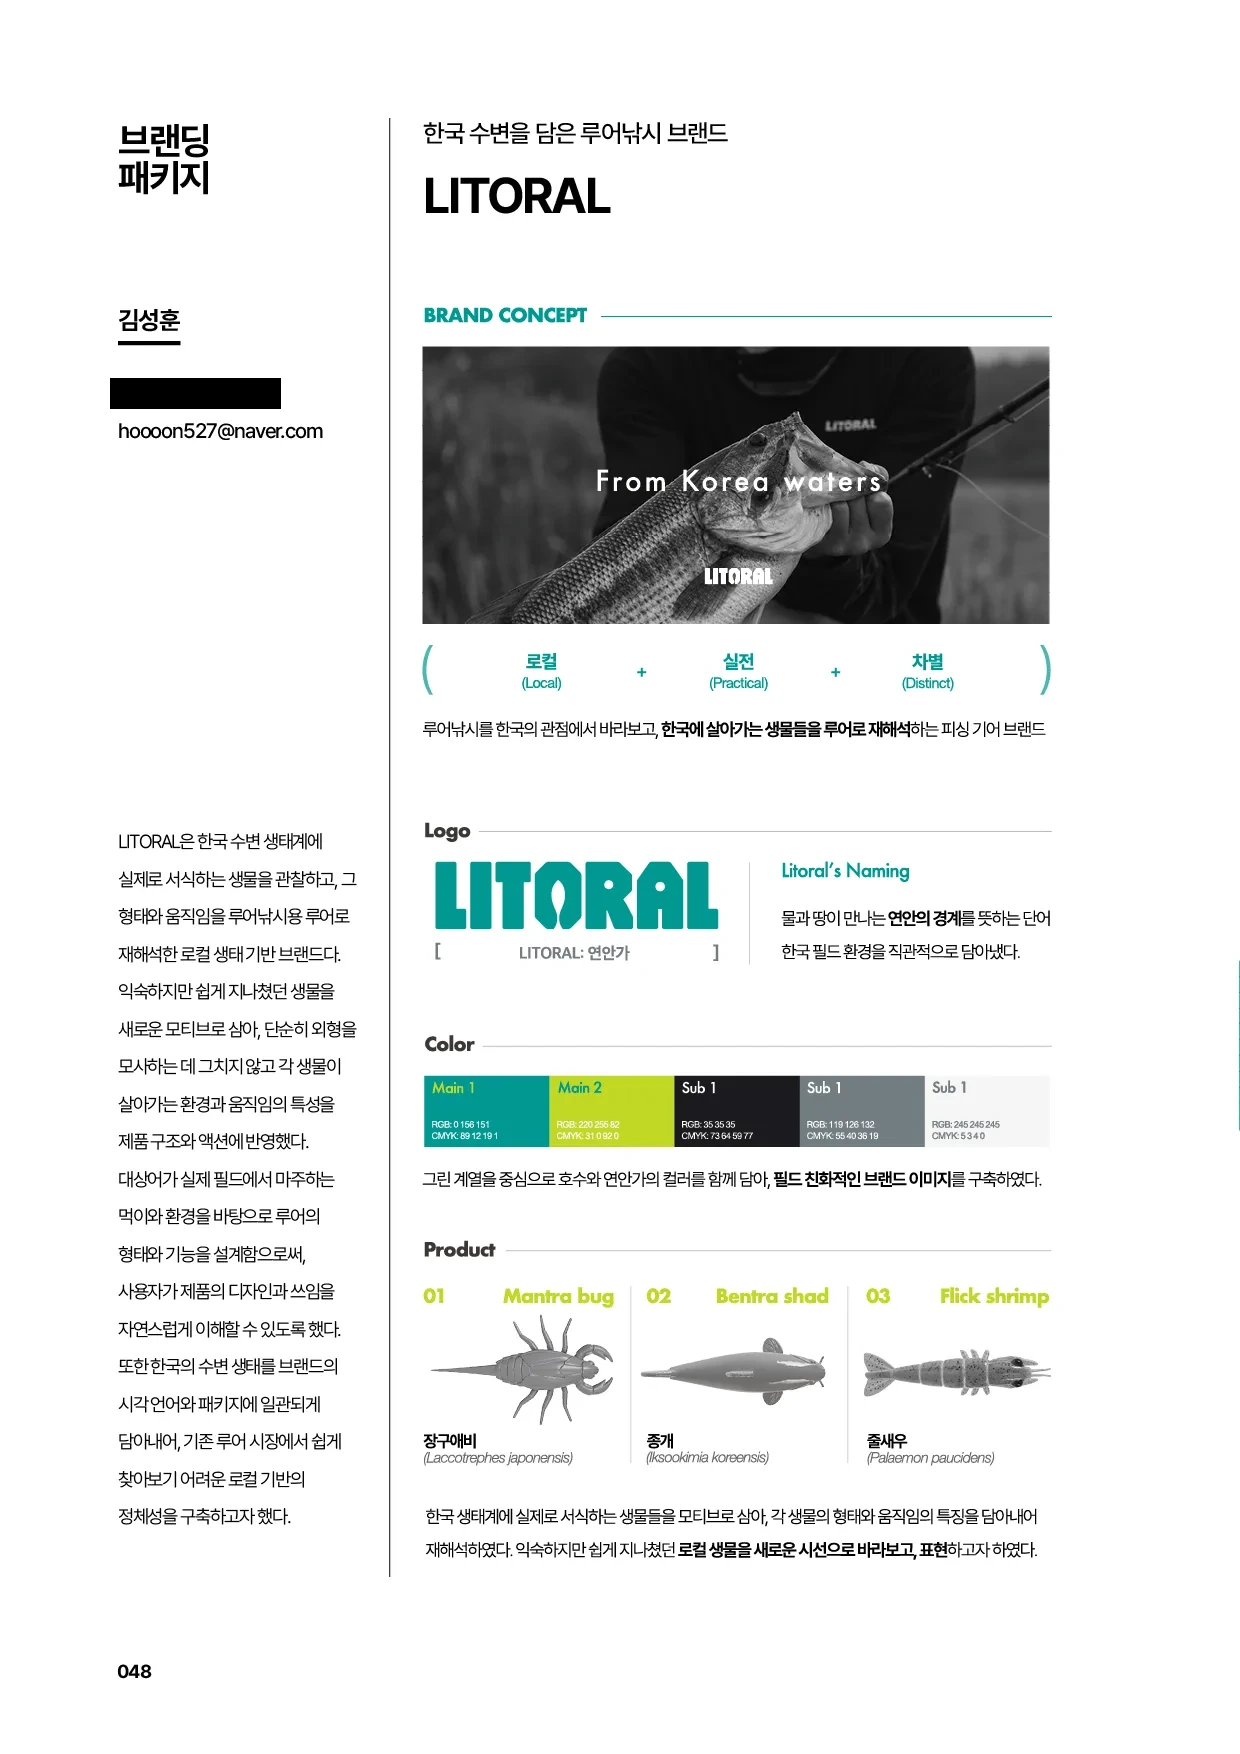 브랜딩
패키지
김성훈
hoooon527@naver.com
LITORAL은 한국 수변 생태계에
실제로 서식하는 생물을 관찰하고, 그
형태와 움직임을 루어낚시용 루어로
재해석한 로컬 생태 기반 브랜드다.
익숙하지만 쉽게 지나쳤던 생물을
새로운 모티브로 삼아, 단순히 외형을
모사하는 데 그치지 않고 각 생물이
살아가는 환경과 움직임의 특성을
제품 구조와 액션에 반영했다.
대상어가 실제 필드에서 마주하는
먹이와 환경을 바탕으로 루어의
형태와 기능을 설계함으로써,
사용자가 제품의 디자인과 쓰임을
자연스럽게 이해할 수 있도록 했다.
또한 한국의 수변 생태를 브랜드의
시각 언어와 패키지에 일관되게
담아내어, 기존 루어 시장에서 쉽게
찾아보기 어려운 로컬 기반의
정체성을 구축하고자 했다.
048
한국 수변을 담은 루어낚시 브랜드
LITORAL
BRAND CONCEPT
LITORAL
From Korea waters
LITORAL
( 로컬 + 실전 + 차별 )
(Local) (Practical) (Distinct)
루어낚시를 한국의 관점에서 바라보고, 한국에 살아가는 생물들을 루어로 재해석하는 피싱 기어 브랜드
Logo
LITORAL
[ LITORAL: 연안가 ]
Litoral's Naming
물과 땅이 만나는 연안의 경계를 뜻하는 단어
한국 필드 환경을 직관적으로 담아냈다.
Color
Main 1 Main 2 Sub 1 Sub 1 Sub 1
RGB: 0 156 151 RGB: 220 255 62 RGB: 35 35 35 RGB: 119 126 132 RGB: 245 245 245
CMYK: 89 12 19 1 CMYK: 31 0 92 0 CMYK: 73 64 59 77 CMYK: 55 40 36 19 CMYK: 5 3 4 0
그린 계열을 중심으로 호수와 연안가의 컬러를 함께 담아, 필드 친화적인 브랜드 이미지를 구축하였다.
Product
01 Mantra bug 02 Bentra shad 03 Flick shrimp
장구애비 종개 줄새우
(Laccotrephes japonensis) (Iksookimia koreensis) (Palaemon paucidens)
한국 생태계에 실제로 서식하는 생물들을 모티브로 삼아, 각 생물의 형태와 움직임의 특징을 담아내어
재해석하였다. 익숙하지만 쉽게 지나쳤던 로컬 생물을 새로운 시선으로 바라보고, 표현하고자 하였다.